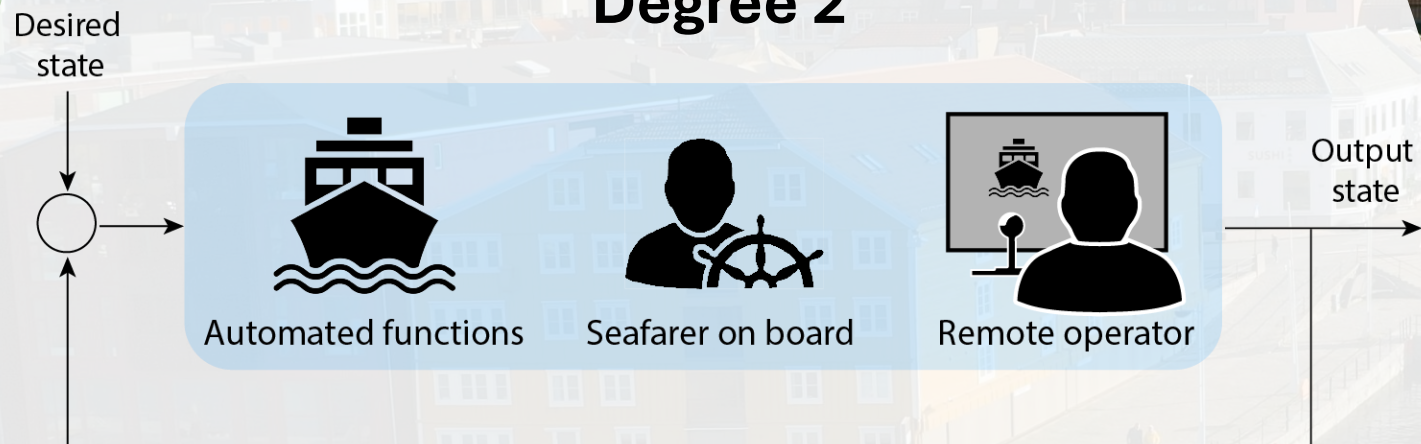 Degree 2
Desired
state
Output
state
Automated functions
Seafarer on board
Remote operator